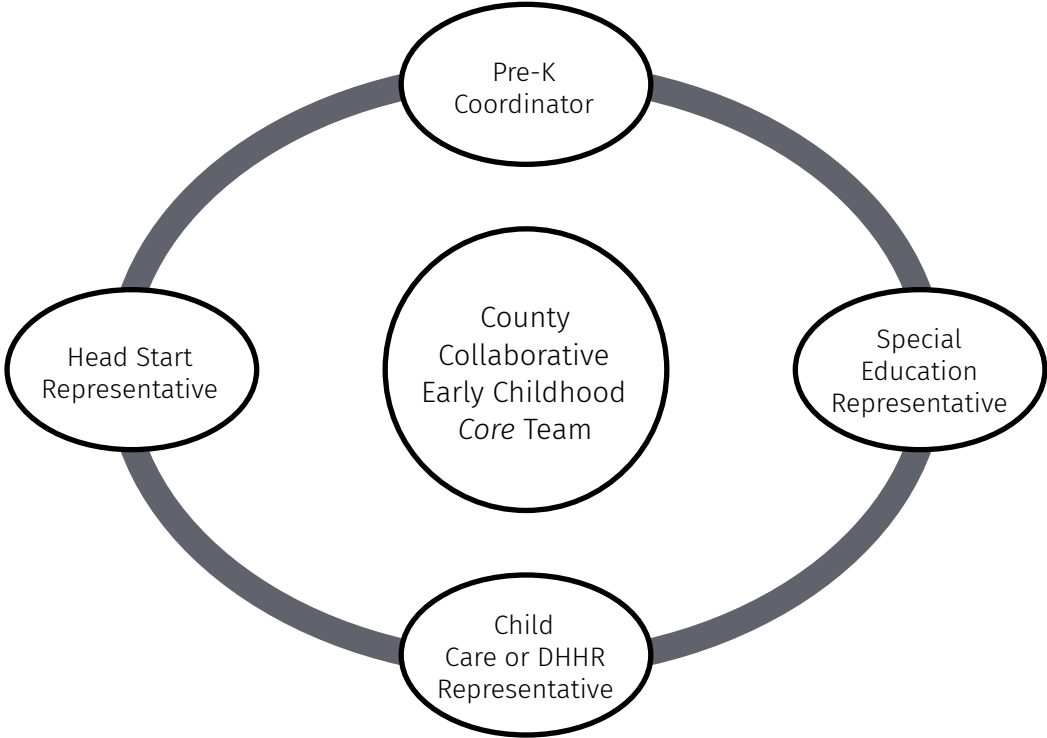 Pre-K
Coordinator
Head Start
Representative
County
Collaborative
Early Childhood
Core Team
Special
Education
Representative
Child
Care or DHHR
Representative